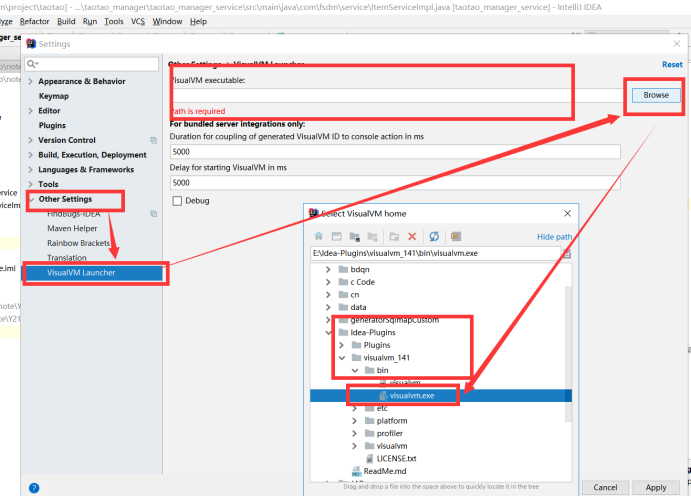 n\project\taotao] - ...\taotao_manager\taotao_manager_service\src\main\java\com\fsdm\service\ItemServiceImpl.java [taotao_manager_service] - IntelliJ IDEA
Refactor Build Run Tools VCS Window Help
Settings
Appearance & Behavior
Keymap
Editor
Plugins
Version Control
Build, Execution, Deployment
Languages & Frameworks
Tools
Other Settings
FindBugs-IDEA
Maven Helper
Rainbow Brackets
Translation
VisualVM Launcher
Other Settings › VisualVM Launcher
Reset
VisualVM executable:
Browse
Path is required
For bundled server integrations only:
Duration for coupling of generated VisualVM ID to console action in ms
5000
Delay for starting VisualVM in ms
5000
Debug
Select VisualVM home
Hide path
E:\Idea-Plugins\visualvm_141\bin\visualvm.exe
bdqn
c Code
cn
data
generatorSqlmapCustom
Idea-Plugins
Plugins
visualvm_141
bin
visualvm
visualvm.exe
etc
platform
profiler
visualvm
LICENSE.txt
ReadMe.md
Drag and drop a file into the space above to quickly locate it in the tree
Cancel
Apply